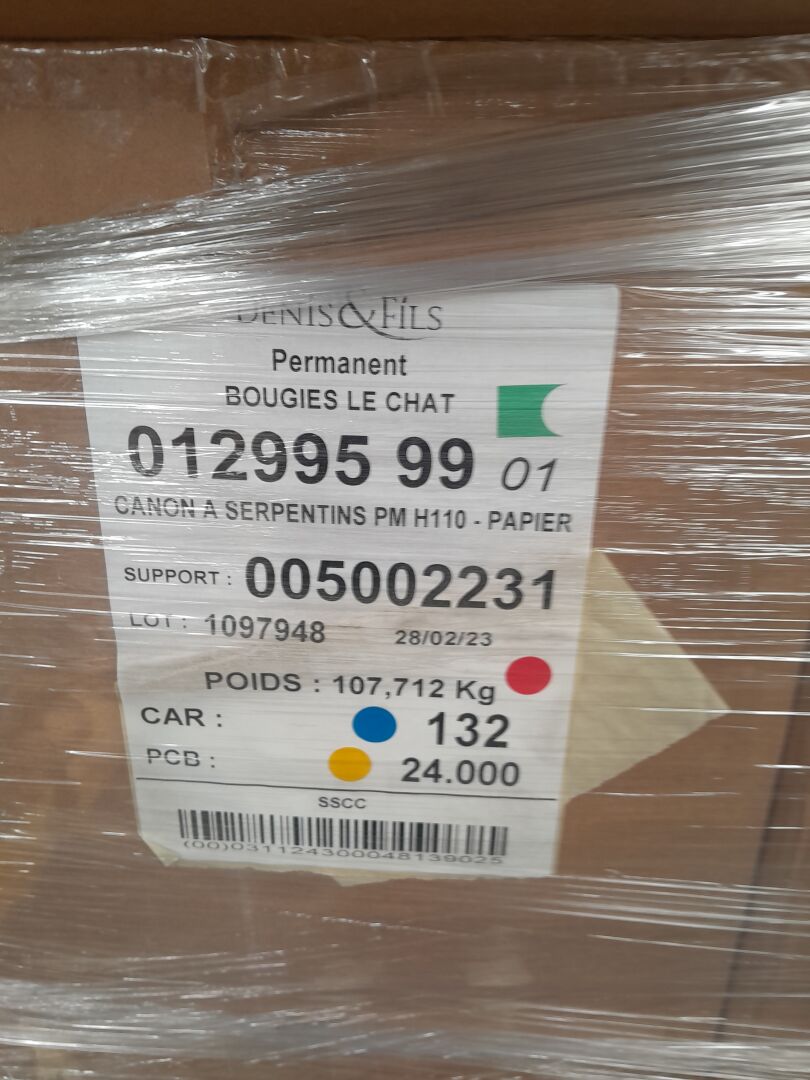 DENIS & FILS
Permanent
BOUGIES LE CHAT
012995 99 01
CANON A SERPENTINS PM H110 - PAPIER
SUPPORT : 005002231
LOT : 1097948 28/02/23
POIDS : 107,712 Kg
CAR : 132
PCB : 24.000
SSCC
(00)031124300048139025